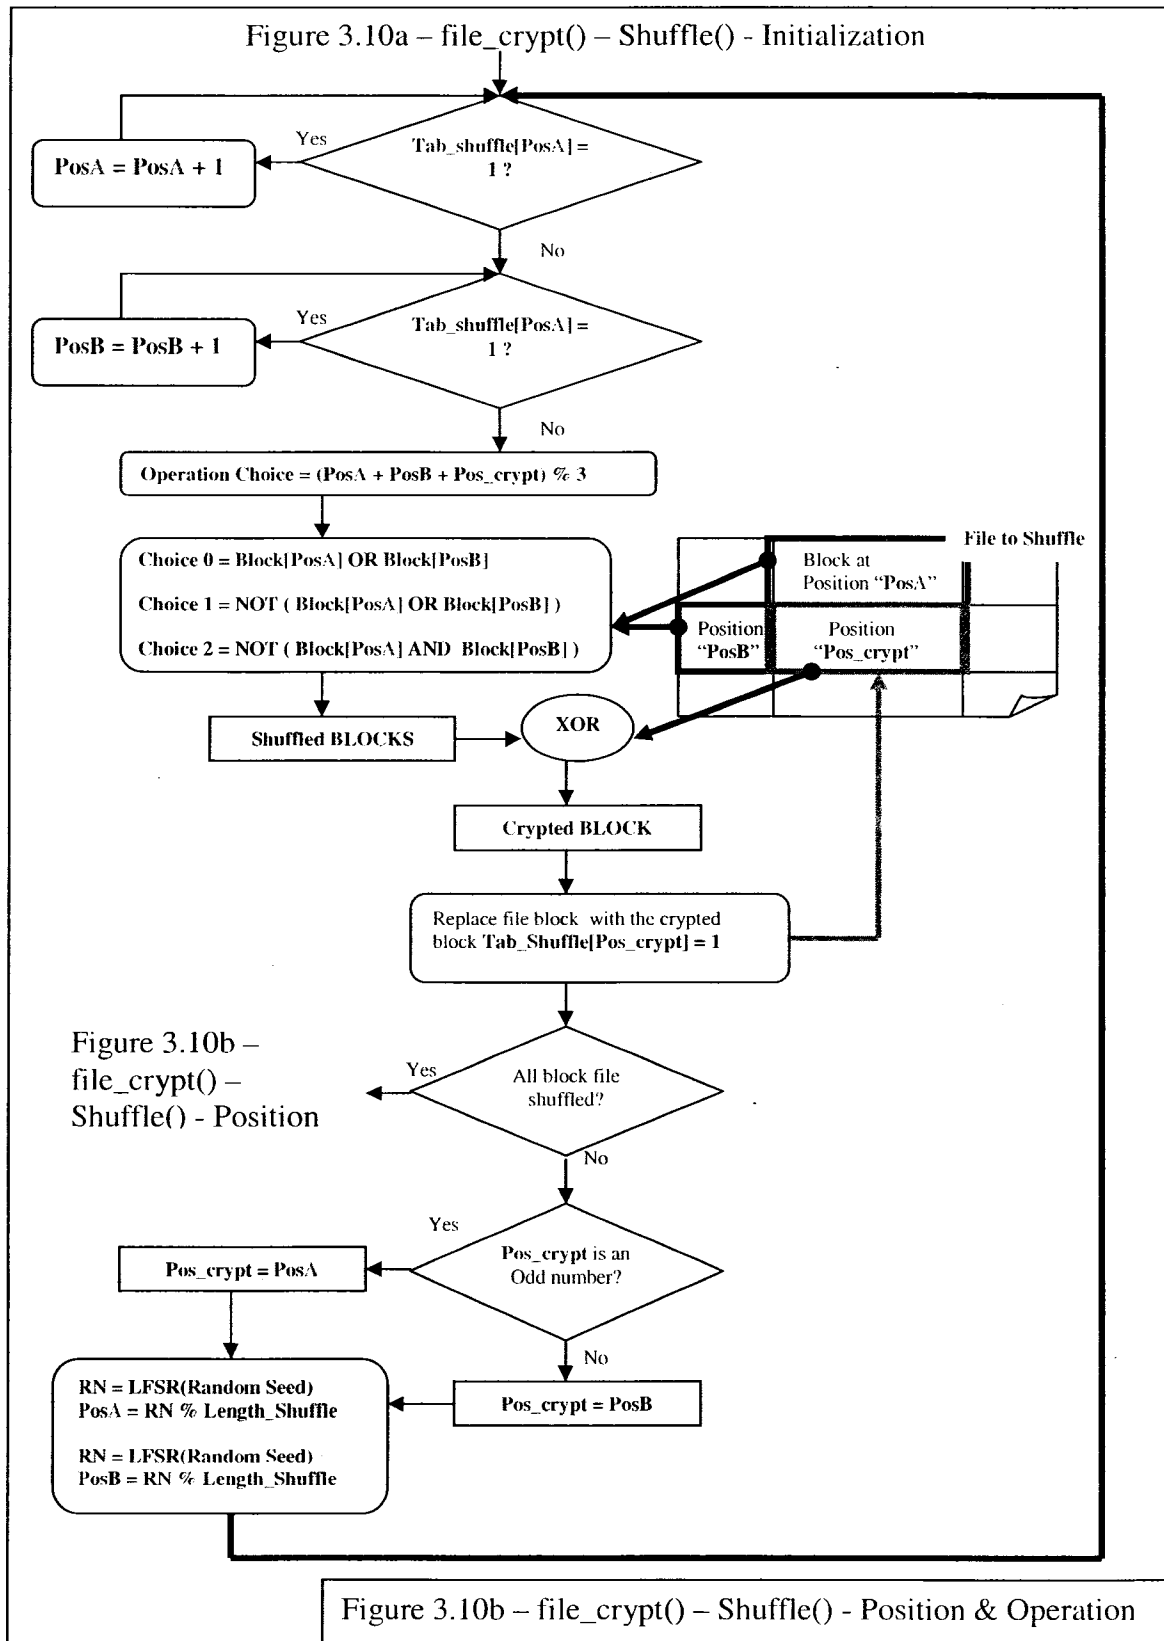 Figure 3.10a – file_crypt() – Shuffle() - Initialization
Tab_shuffle[PosA] =
1 ?
Yes
PosA = PosA + 1
No
Tab_shuffle[PosA] =
1 ?
Yes
PosB = PosB + 1
No
Operation Choice = (PosA + PosB + Pos_crypt) % 3
Choice 0 = Block[PosA] OR Block[PosB]
Choice 1 = NOT ( Block[PosA] OR Block[PosB] )
Choice 2 = NOT ( Block[PosA] AND Block[PosB] )
File to Shuffle
Block at
Position "PosA"
Position
"PosB"
Position
"Pos_crypt"
Shuffled BLOCKS
XOR
Crypted BLOCK
Replace file block with the crypted
block Tab_Shuffle[Pos_crypt] = 1
Figure 3.10b –
file_crypt() –
Shuffle() - Position
Yes
All block file
shuffled?
No
Yes
Pos_crypt is an
Odd number?
Pos_crypt = PosA
No
Pos_crypt = PosB
RN = LFSR(Random Seed)
PosA = RN % Length_Shuffle
RN = LFSR(Random Seed)
PosB = RN % Length_Shuffle
Figure 3.10b – file_crypt() – Shuffle() - Position & Operation